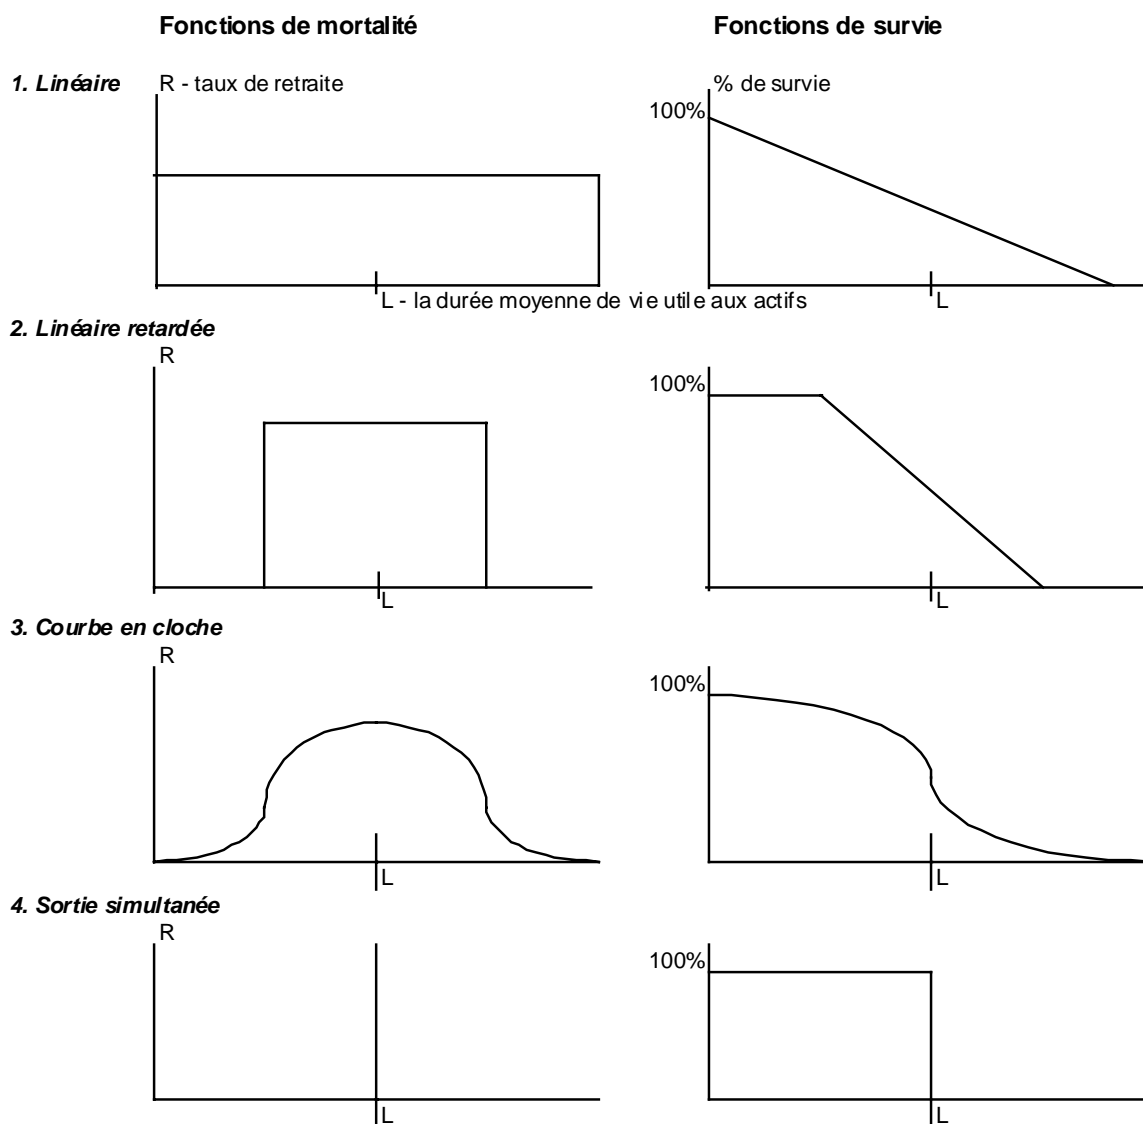 Fonctions de mortalité
Fonctions de survie
1. Linéaire
R - taux de retraite
% de survie
100%
L - la durée moyenne de vie utile aux actifs
L
2. Linéaire retardée
R
100%
L
L
3. Courbe en cloche
R
100%
L
L
4. Sortie simultanée
R
100%
L
L